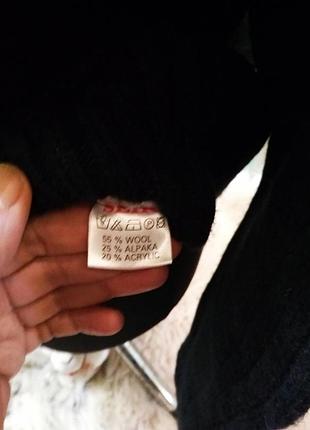 55 % WOOL
25 % ALPAKA
20 % ACRYLIC